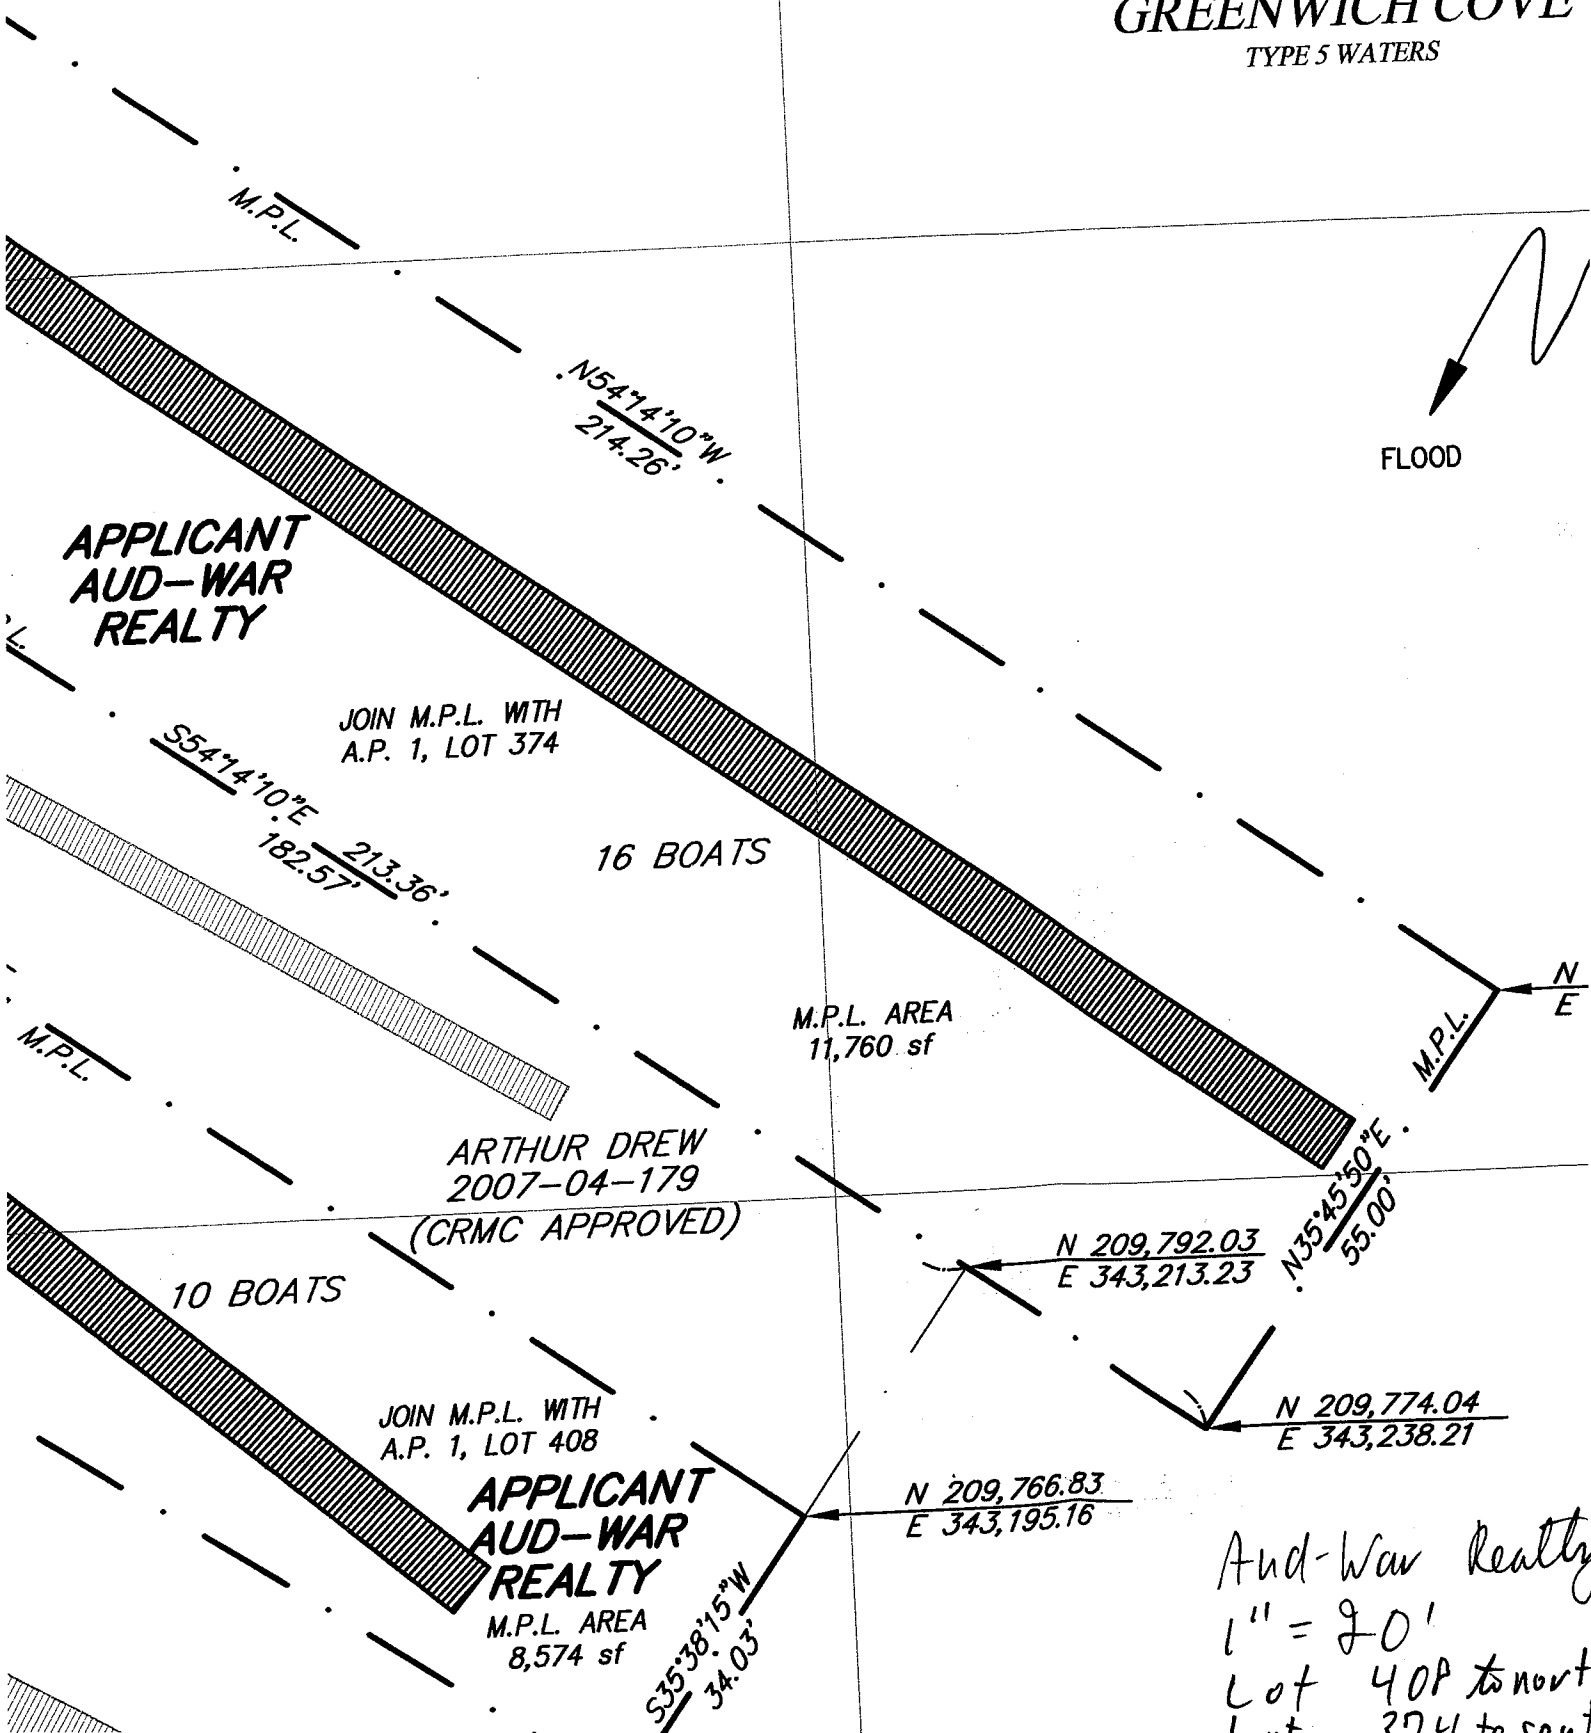 GREENWICH COVE
TYPE 5 WATERS
M.P.L.
N54°14'10"W
214.26'
FLOOD
APPLICANT
AUD-WAR
REALTY
JOIN M.P.L. WITH
A.P. 1, LOT 374
S54°14'10"E
213.36'
182.57'
16 BOATS
M.P.L. AREA
11,760 sf
N
E
M.P.L.
M.P.L.
ARTHUR DREW
2007-04-179
(CRMC APPROVED)
N35°45'50"E
55.00'
N 209,792.03
E 343,213.23
10 BOATS
N 209,774.04
E 343,238.21
JOIN M.P.L. WITH
A.P. 1, LOT 408
APPLICANT
AUD-WAR
REALTY
M.P.L. AREA
8,574 sf
N 209,766.83
E 343,195.16
S35°38'15"W
34.03'
Aud-War Realty
1" = 20'
Lot 408 to nort
Lot 374 to sout